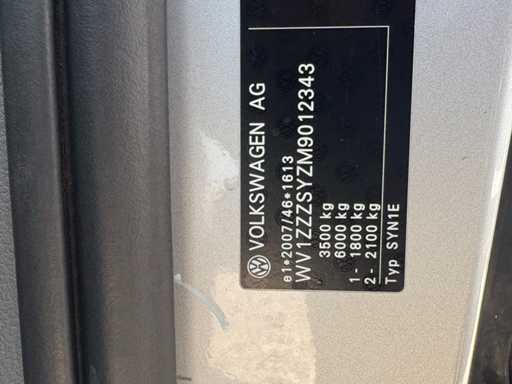 VOLKSWAGEN AG
e1*2007/46*1613
WV1ZZZSYZM9012343
3500 kg
6000 kg
1 - 1800 kg
2 - 2100 kg
Typ SYN1E